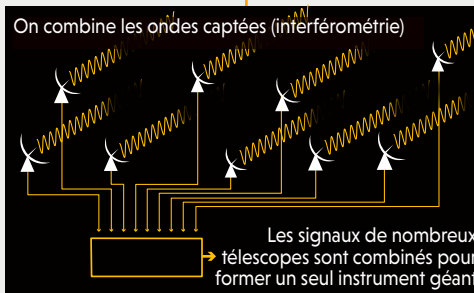 On combine les ondes captées (interférométrie)
Les signaux de nombreux
télescopes sont combinés pour
former un seul instrument géant